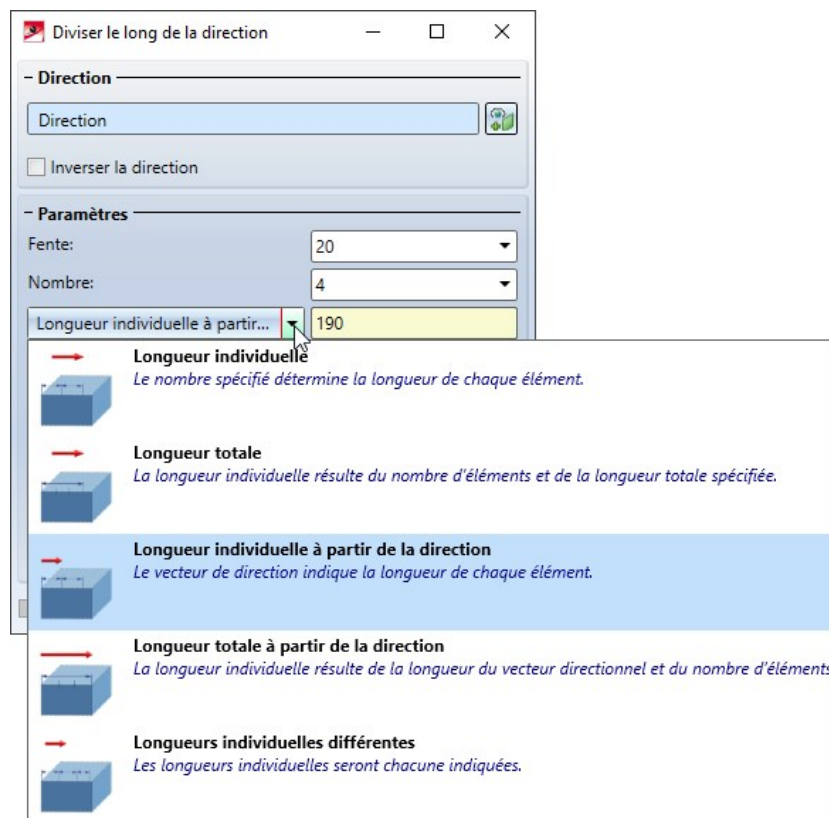 Diviser le long de la direction
Direction
Direction
Inverser la direction
Paramètres
Fente:
20
Nombre:
4
Longueur individuelle à partir...
190
Longueur individuelle
Le nombre spécifié détermine la longueur de chaque élément.
Longueur totale
La longueur individuelle résulte du nombre d'éléments et de la longueur totale spécifiée.
Longueur individuelle à partir de la direction
Le vecteur de direction indique la longueur de chaque élément.
Longueur totale à partir de la direction
La longueur individuelle résulte de la longueur du vecteur directionnel et du nombre d'éléments
Longueurs individuelles différentes
Les longueurs individuelles seront chacune indiquées.